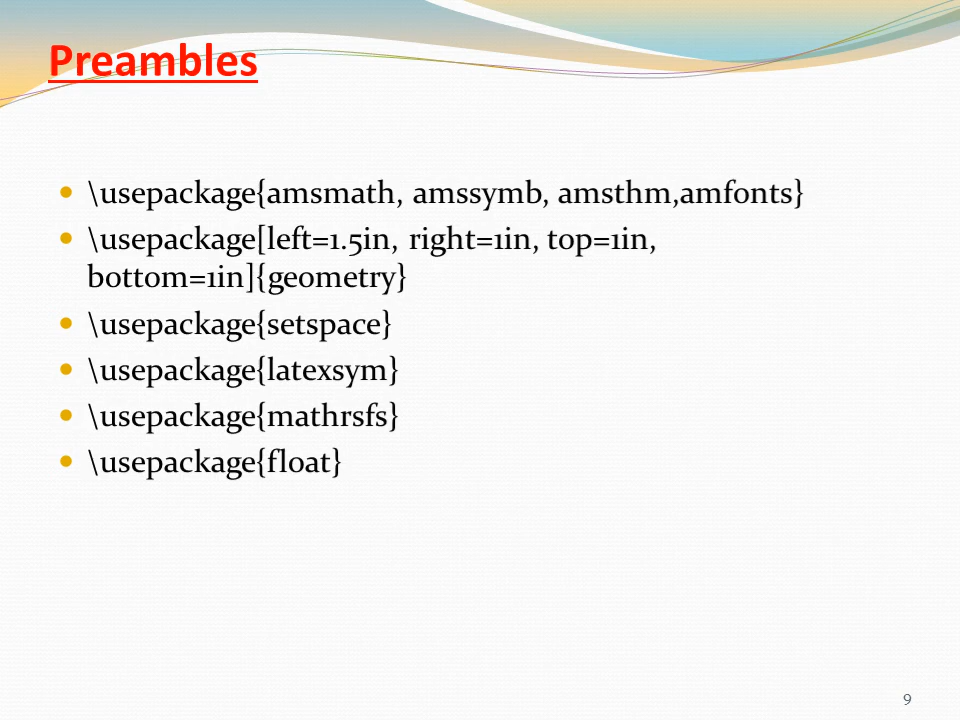 Preambles
\usepackage{amsmath, amssymb, amsthm,amfonts}
\usepackage[left=1.5in, right=1in, top=1in,
bottom=1in]{geometry}
\usepackage{setspace}
\usepackage{latexsym}
\usepackage{mathrsfs}
\usepackage{float}
9